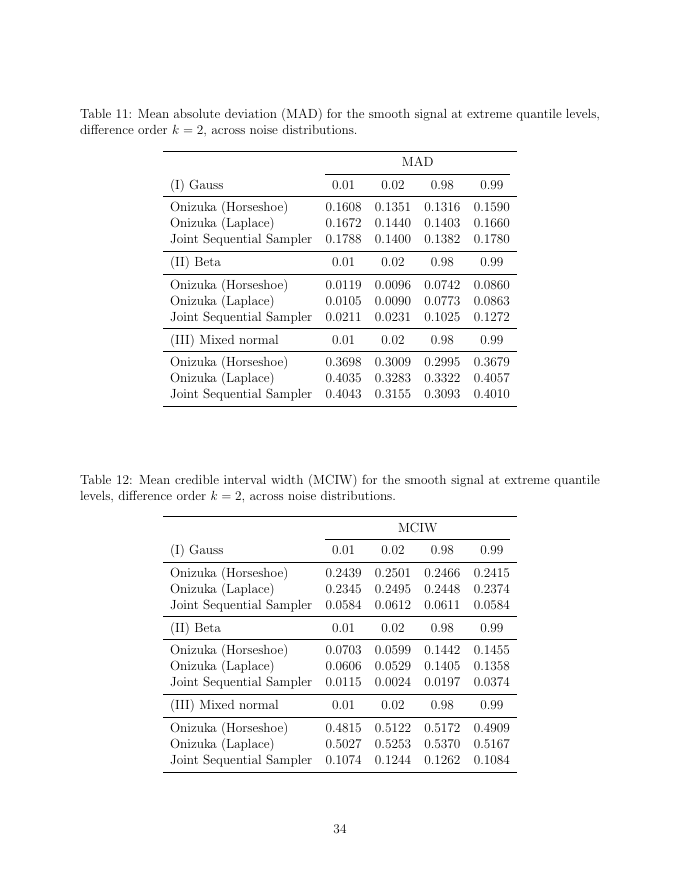 Table 11: Mean absolute deviation (MAD) for the smooth signal at extreme quantile levels,
difference order k = 2, across noise distributions.
MAD
(I) Gauss 0.01 0.02 0.98 0.99
Onizuka (Horseshoe) 0.1608 0.1351 0.1316 0.1590
Onizuka (Laplace) 0.1672 0.1440 0.1403 0.1660
Joint Sequential Sampler 0.1788 0.1400 0.1382 0.1780
(II) Beta 0.01 0.02 0.98 0.99
Onizuka (Horseshoe) 0.0119 0.0096 0.0742 0.0860
Onizuka (Laplace) 0.0105 0.0090 0.0773 0.0863
Joint Sequential Sampler 0.0211 0.0231 0.1025 0.1272
(III) Mixed normal 0.01 0.02 0.98 0.99
Onizuka (Horseshoe) 0.3698 0.3009 0.2995 0.3679
Onizuka (Laplace) 0.4035 0.3283 0.3322 0.4057
Joint Sequential Sampler 0.4043 0.3155 0.3093 0.4010
Table 12: Mean credible interval width (MCIW) for the smooth signal at extreme quantile
levels, difference order k = 2, across noise distributions.
MCIW
(I) Gauss 0.01 0.02 0.98 0.99
Onizuka (Horseshoe) 0.2439 0.2501 0.2466 0.2415
Onizuka (Laplace) 0.2345 0.2495 0.2448 0.2374
Joint Sequential Sampler 0.0584 0.0612 0.0611 0.0584
(II) Beta 0.01 0.02 0.98 0.99
Onizuka (Horseshoe) 0.0703 0.0599 0.1442 0.1455
Onizuka (Laplace) 0.0606 0.0529 0.1405 0.1358
Joint Sequential Sampler 0.0115 0.0024 0.0197 0.0374
(III) Mixed normal 0.01 0.02 0.98 0.99
Onizuka (Horseshoe) 0.4815 0.5122 0.5172 0.4909
Onizuka (Laplace) 0.5027 0.5253 0.5370 0.5167
Joint Sequential Sampler 0.1074 0.1244 0.1262 0.1084
34